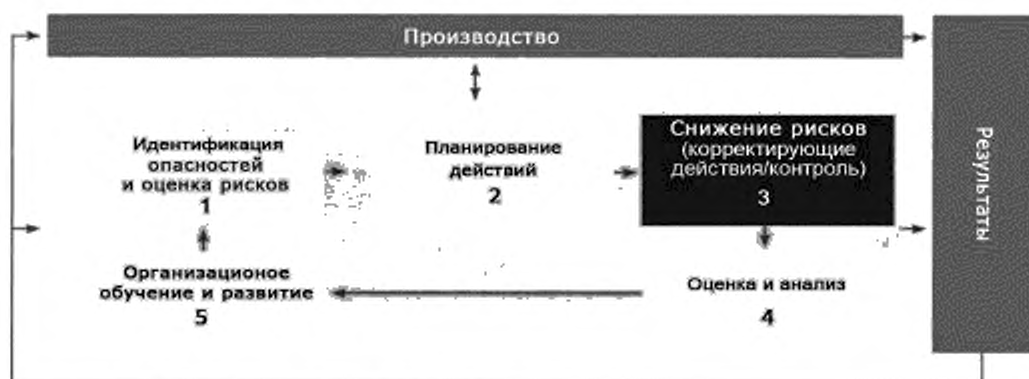 Производство
Идентификация
опасностей
и оценка рисков
1
Планирование
действий
2
Снижение рисков
(корректирующие
действия/контроль)
3
Результаты
Организационое
обучение и развитие
5
Оценка и анализ
4